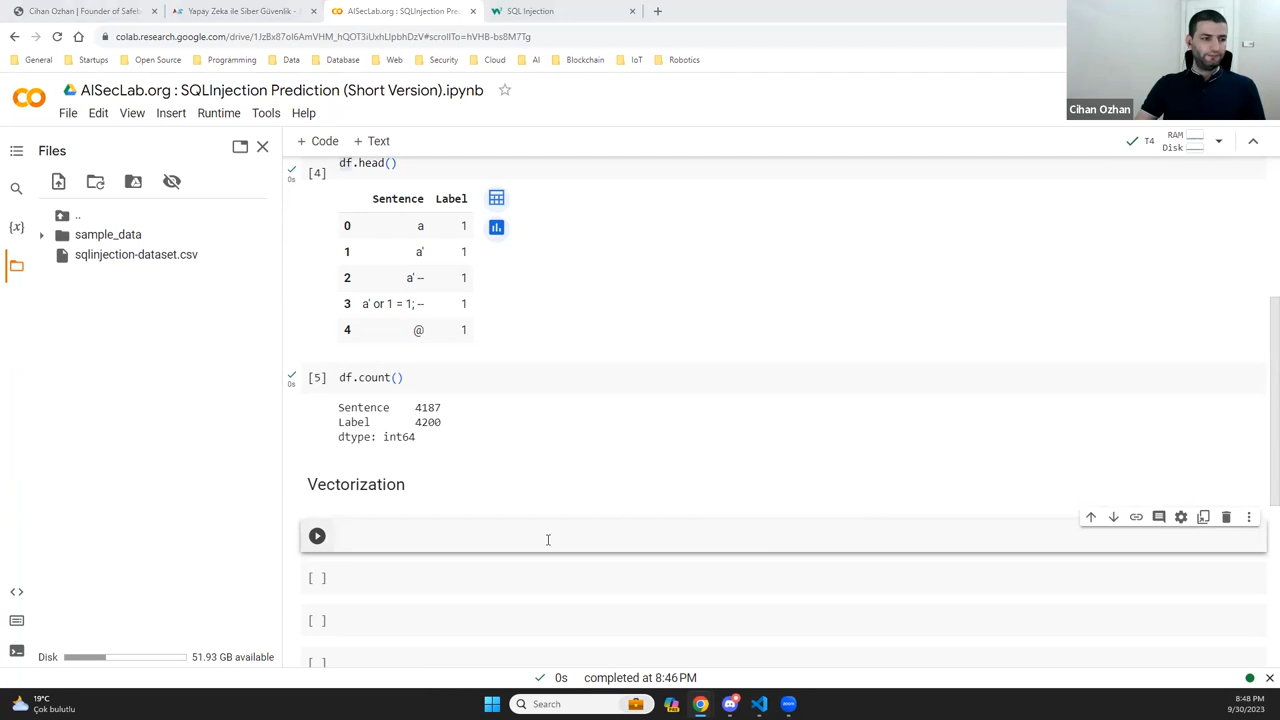 Cihan Ozhan | Founder of Safeb
Yapay Zeka ile Siber Güvenlik -
AISecLab.org : SQLInjection Pre
SQL Injection
colab.research.google.com/drive/1JzBx87oI6AmVHM_hQOT3iUxhLIpbhDzV#scrollTo=hVHB-bs8M7Tg
General Startups Open Source Programming Data Database Web Security Cloud AI Blockchain IoT Robotics
Cihan Ozhan
AISecLab.org : SQLInjection Prediction (Short Version).ipynb
File Edit View Insert Runtime Tools Help
Files
+ Code + Text
T4 RAM
Disk
..
sample_data
sqlinjection-dataset.csv
[4] df.head()
0s
Sentence Label
0 a 1
1 a' 1
2 a' -- 1
3 a' or 1 = 1; -- 1
4 @ 1
[5] df.count()
0s
Sentence 4187
Label 4200
dtype: int64
Vectorization
[ ]
[ ]
[ ]
Disk 51.93 GB available
0s completed at 8:46 PM
19°C
Çok bulutlu
Search
8:48 PM
9/30/2023